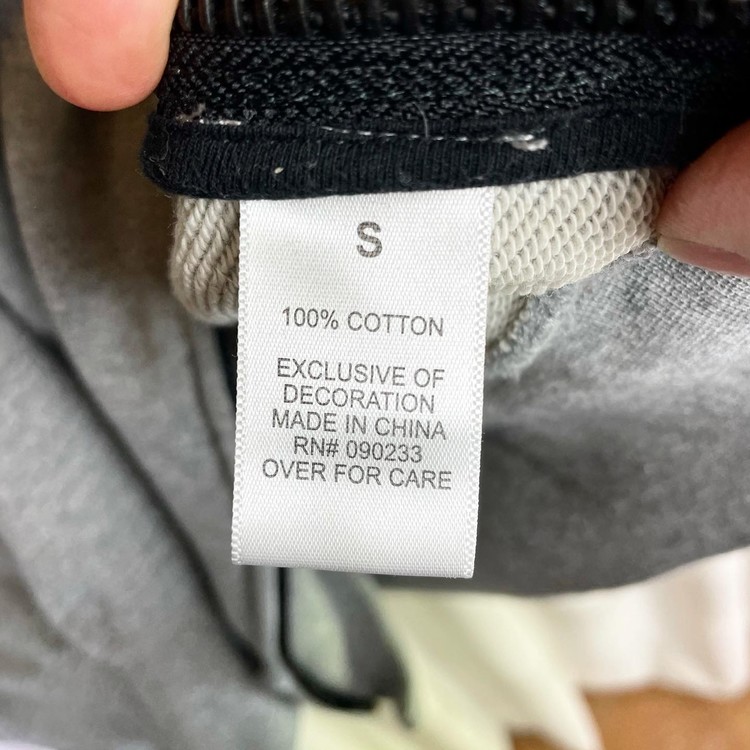 S
100% COTTON
EXCLUSIVE OF
DECORATION
MADE IN CHINA
RN# 090233
OVER FOR CARE